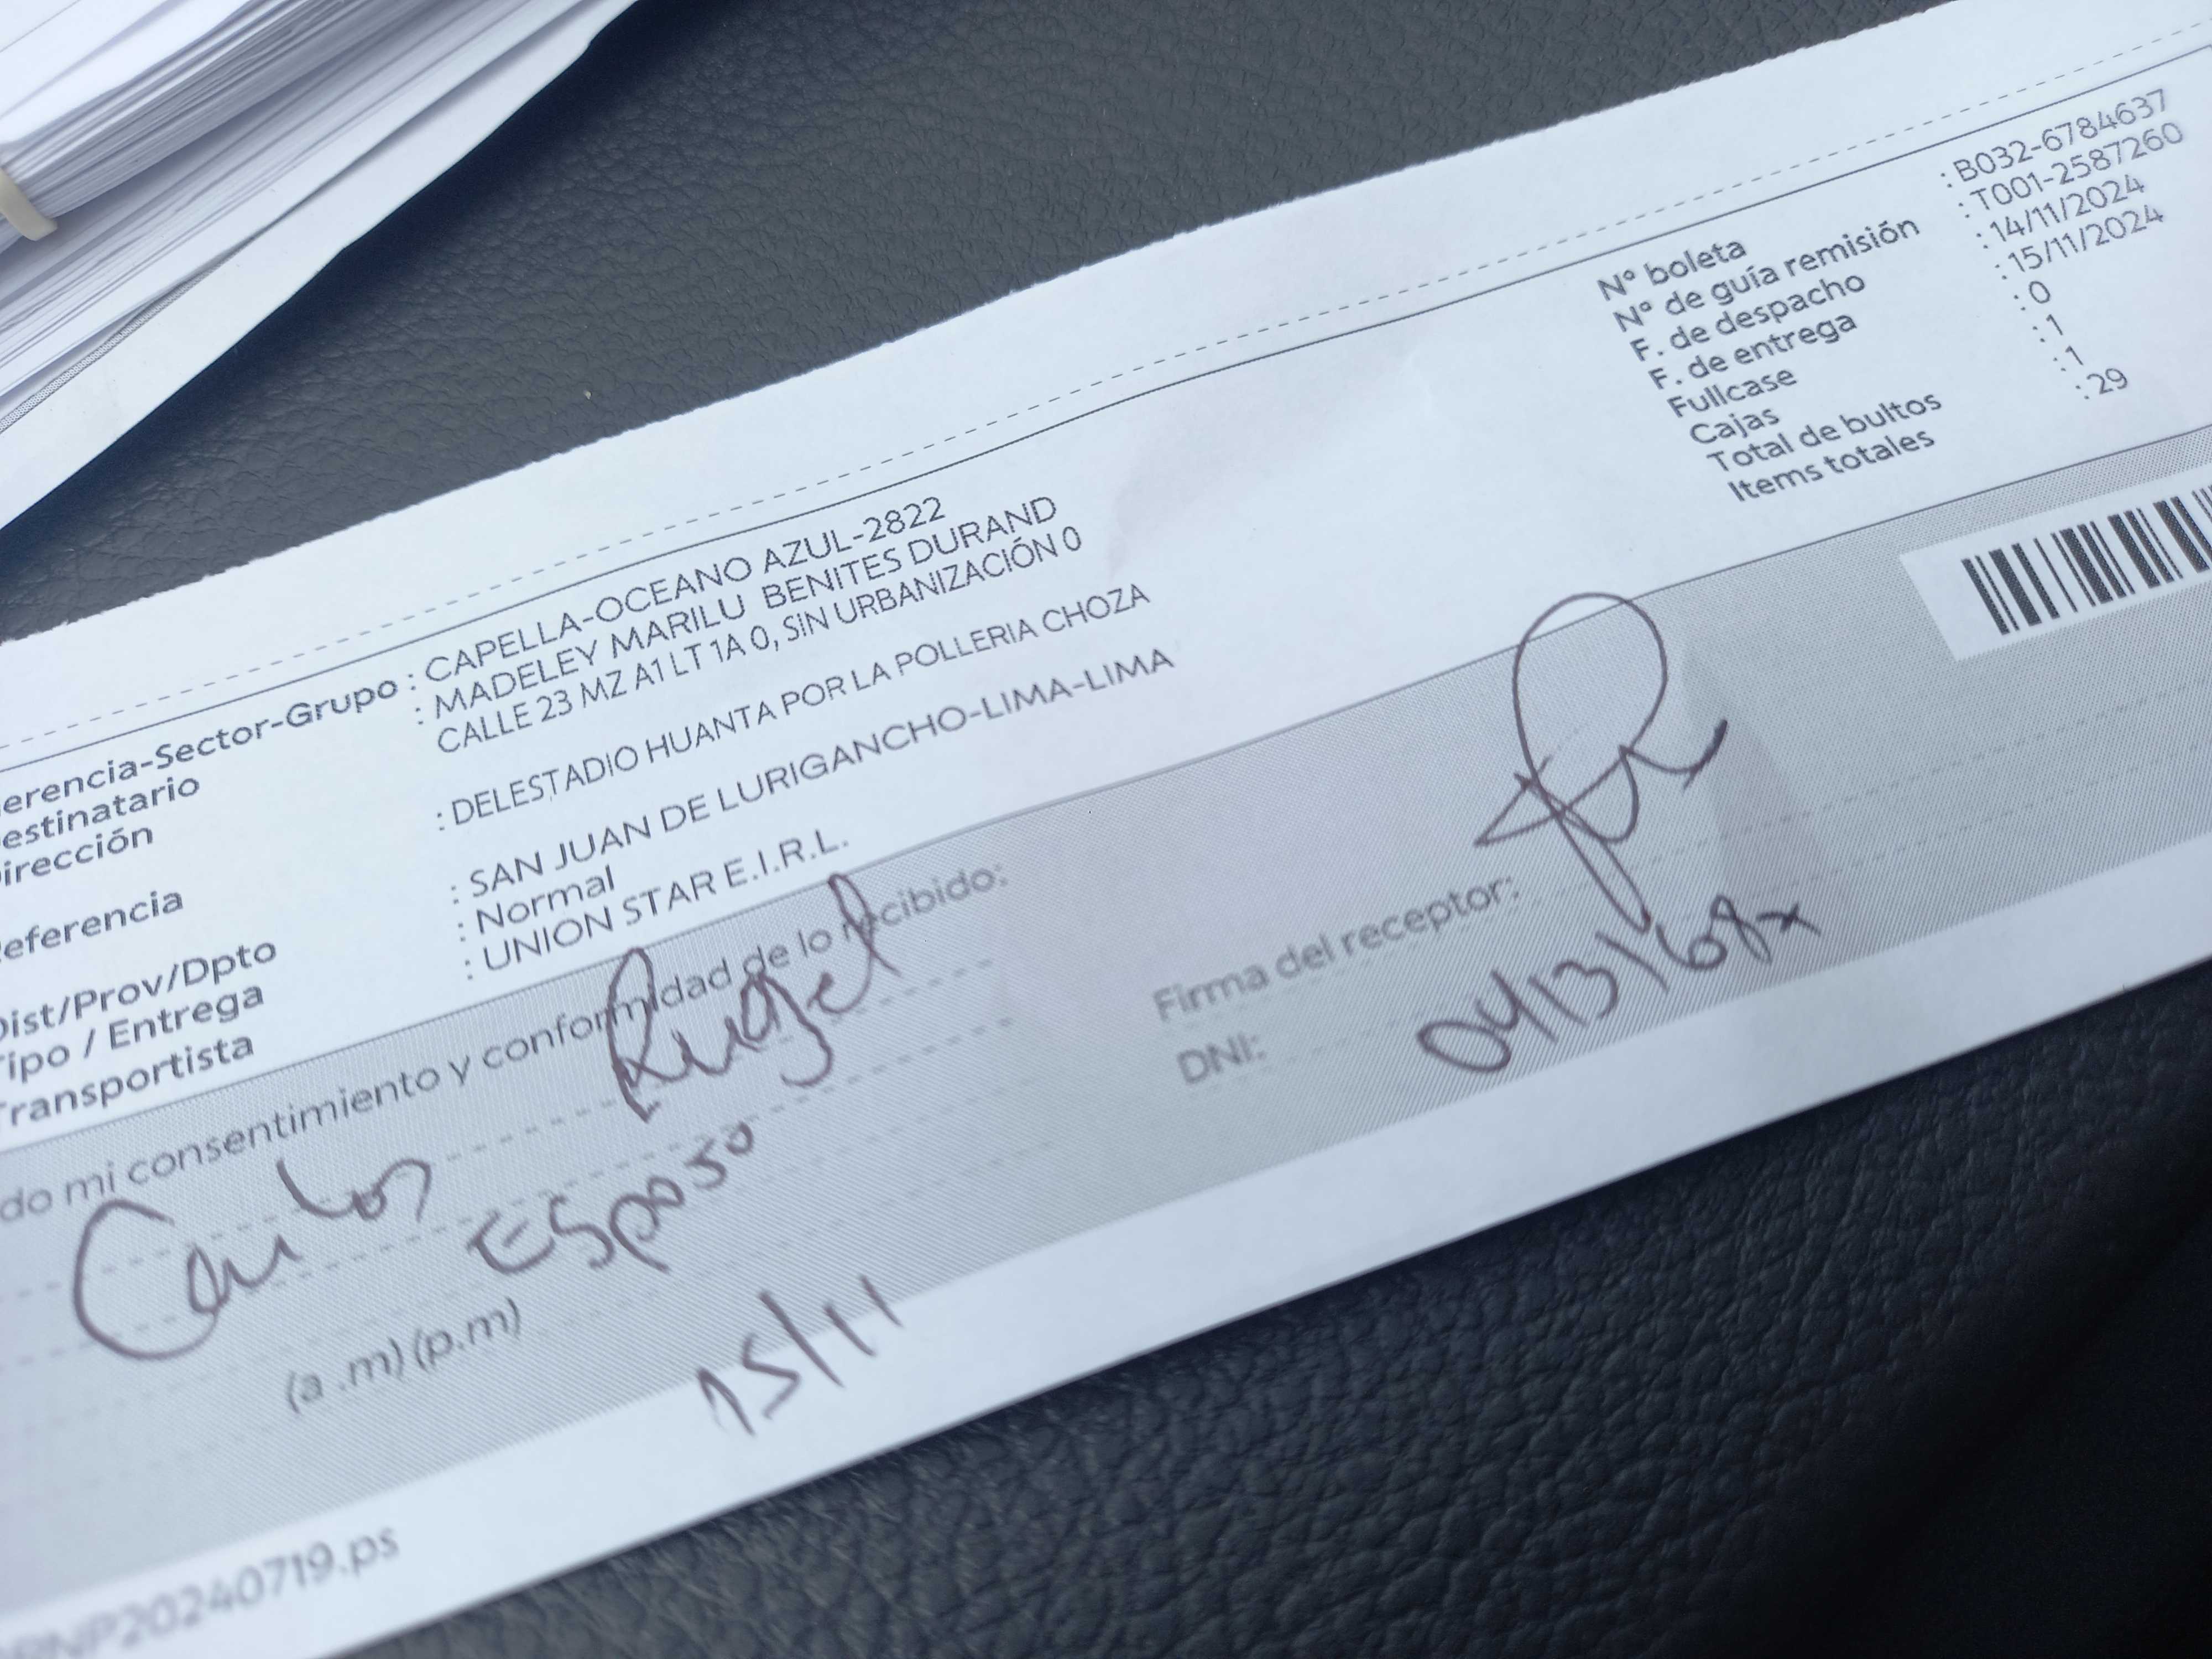 N° boleta : B032-6784637
N° de guía remisión : T001-2587260
F. de despacho : 14/11/2024
F. de entrega : 15/11/2024
Fullcase : 0
Cajas : 1
Total de bultos : 1
Items totales : 29
erencia-Sector-Grupo : CAPELLA-OCEANO AZUL-2822
estinatario : MADELEY MARILU BENITES DURAND
irección CALLE 23 MZ A1 LT 1A 0, SIN URBANIZACIÓN 0
eferencia : DELESTADIO HUANTA POR LA POLLERIA CHOZA
Dist/Prov/Dpto : SAN JUAN DE LURIGANCHO-LIMA-LIMA
Tipo / Entrega : Normal
Transportista : UNION STAR E.I.R.L.
do mi consentimiento y conformidad de lo recibido:
Carlos Rugel
Esposo
(a .m) (p.m)
15/11
Firma del receptor:
DNI:
20240719.ps